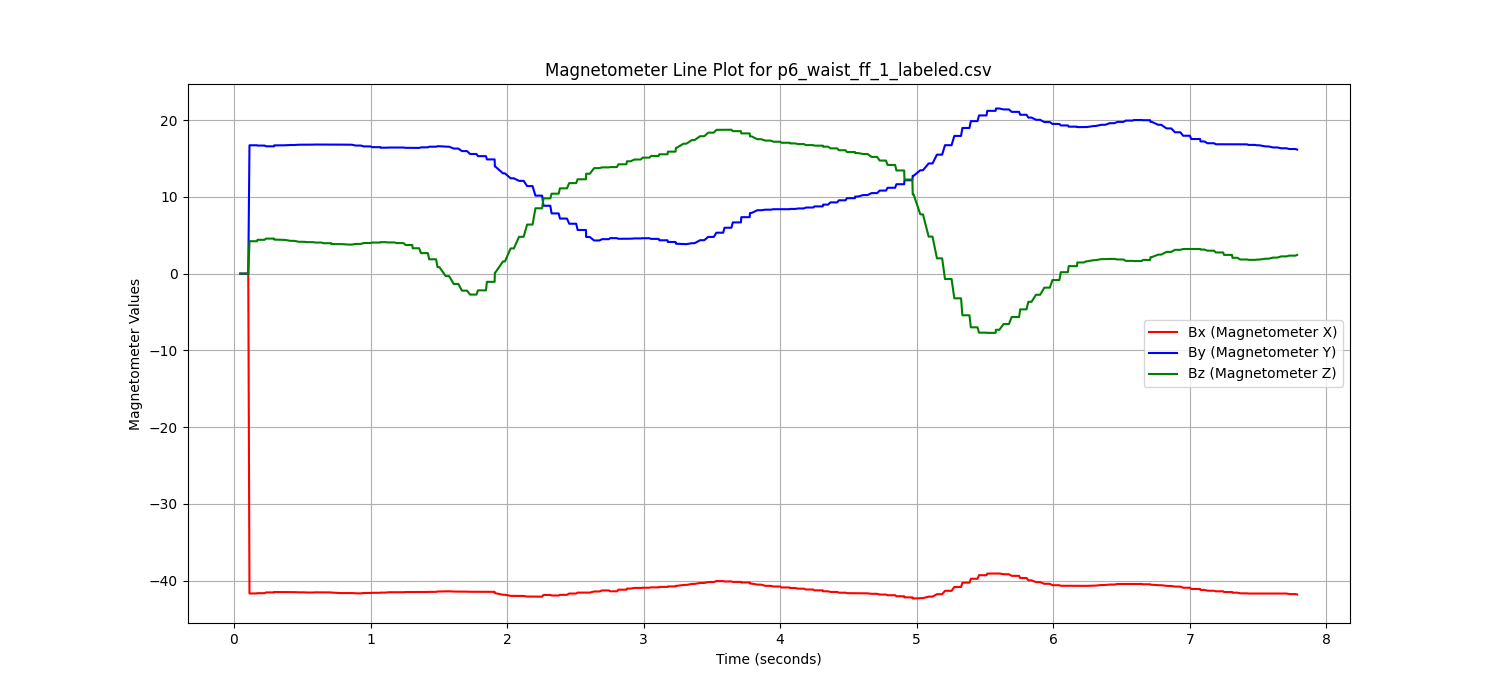 Magnetometer Line Plot for p6_waist_ff_1_labeled.csv
20
10
0
−10
−20
−30
−40
Magnetometer Values
Bx (Magnetometer X)
By (Magnetometer Y)
Bz (Magnetometer Z)
0 1 2 3 4 5 6 7 8
Time (seconds)